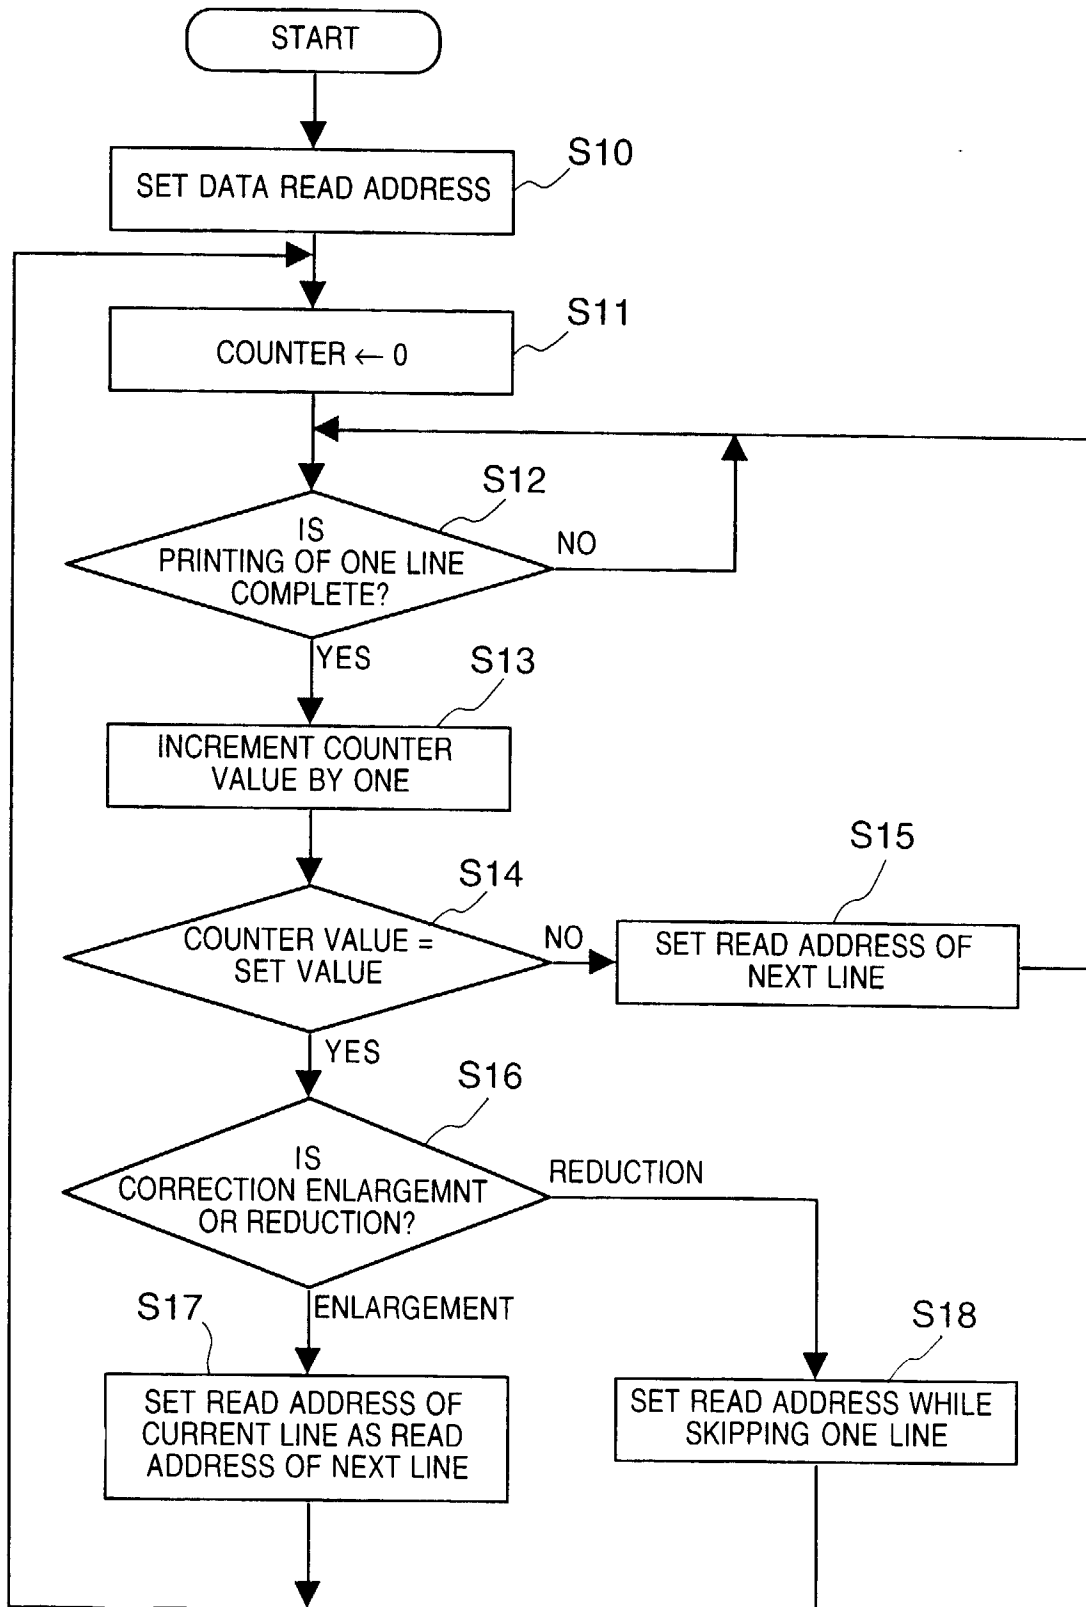 START
S10
SET DATA READ ADDRESS
S11
COUNTER ← 0
S12
IS
PRINTING OF ONE LINE
COMPLETE?
NO
YES
S13
INCREMENT COUNTER
VALUE BY ONE
S14
COUNTER VALUE =
SET VALUE
NO
S15
SET READ ADDRESS OF
NEXT LINE
YES
S16
IS
CORRECTION ENLARGEMNT
OR REDUCTION?
REDUCTION
ENLARGEMENT
S17
SET READ ADDRESS OF
CURRENT LINE AS READ
ADDRESS OF NEXT LINE
S18
SET READ ADDRESS WHILE
SKIPPING ONE LINE